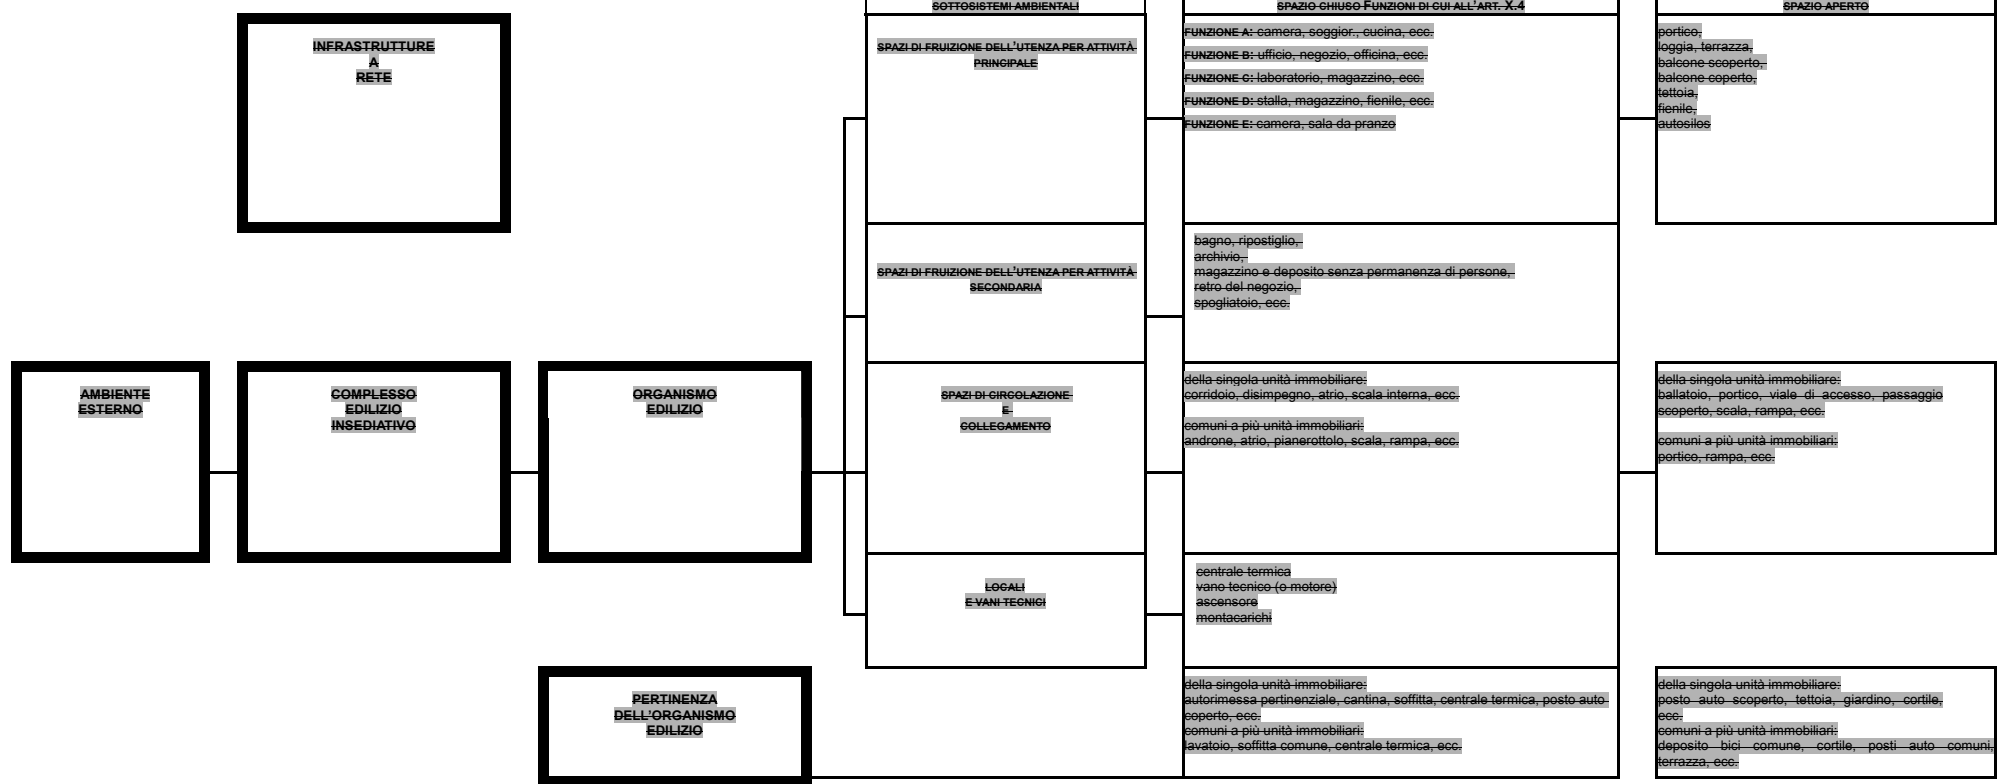 SOTTOSISTEMI AMBIENTALI
SPAZIO CHIUSO FUNZIONI DI CUI ALL'ART. X.4
SPAZIO APERTO
INFRASTRUTTURE
A
RETE
SPAZI DI FRUIZIONE DELL'UTENZA PER ATTIVITÀ
PRINCIPALE
FUNZIONE A: camera, soggior., cucina, ecc.
FUNZIONE B: ufficio, negozio, officina, ecc.
FUNZIONE C: laboratorio, magazzino, ecc.
FUNZIONE D: stalla, magazzino, fienile, ecc.
FUNZIONE E: camera, sala da pranzo
portico,
loggia, terrazza,
balcone scoperto,
balcone coperto,
tettoia,
fienile,
autosilos
SPAZI DI FRUIZIONE DELL'UTENZA PER ATTIVITÀ
SECONDARIA
bagno, ripostiglio,
archivio,
magazzino e deposito senza permanenza di persone,
retro del negozio,
spogliatoio, ecc.
AMBIENTE
ESTERNO
COMPLESSO
EDILIZIO
INSEDIATIVO
ORGANISMO
EDILIZIO
SPAZI DI CIRCOLAZIONE
E
COLLEGAMENTO
della singola unità immobiliare:
corridoio, disimpegno, atrio, scala interna, ecc.
comuni a più unità immobiliari:
androne, atrio, pianerottolo, scala, rampa, ecc.
della singola unità immobiliare:
ballatoio, portico, viale di accesso, passaggio
scoperto, scala, rampa, ecc.
comuni a più unità immobiliari:
portico, rampa, ecc.
LOCALI
E VANI TECNICI
centrale termica
vano tecnico (o motore)
ascensore
montacarichi
PERTINENZA
DELL'ORGANISMO
EDILIZIO
della singola unità immobiliare:
autorimessa pertinenziale, cantina, soffitta, centrale termica, posto auto
coperto, ecc.
comuni a più unità immobiliari:
lavatoio, soffitta comune, centrale termica, ecc.
della singola unità immobiliare:
posto auto scoperto, tettoia, giardino, cortile,
ecc.
comuni a più unità immobiliari:
deposito bici comune, cortile, posti auto comuni,
terrazza, ecc.